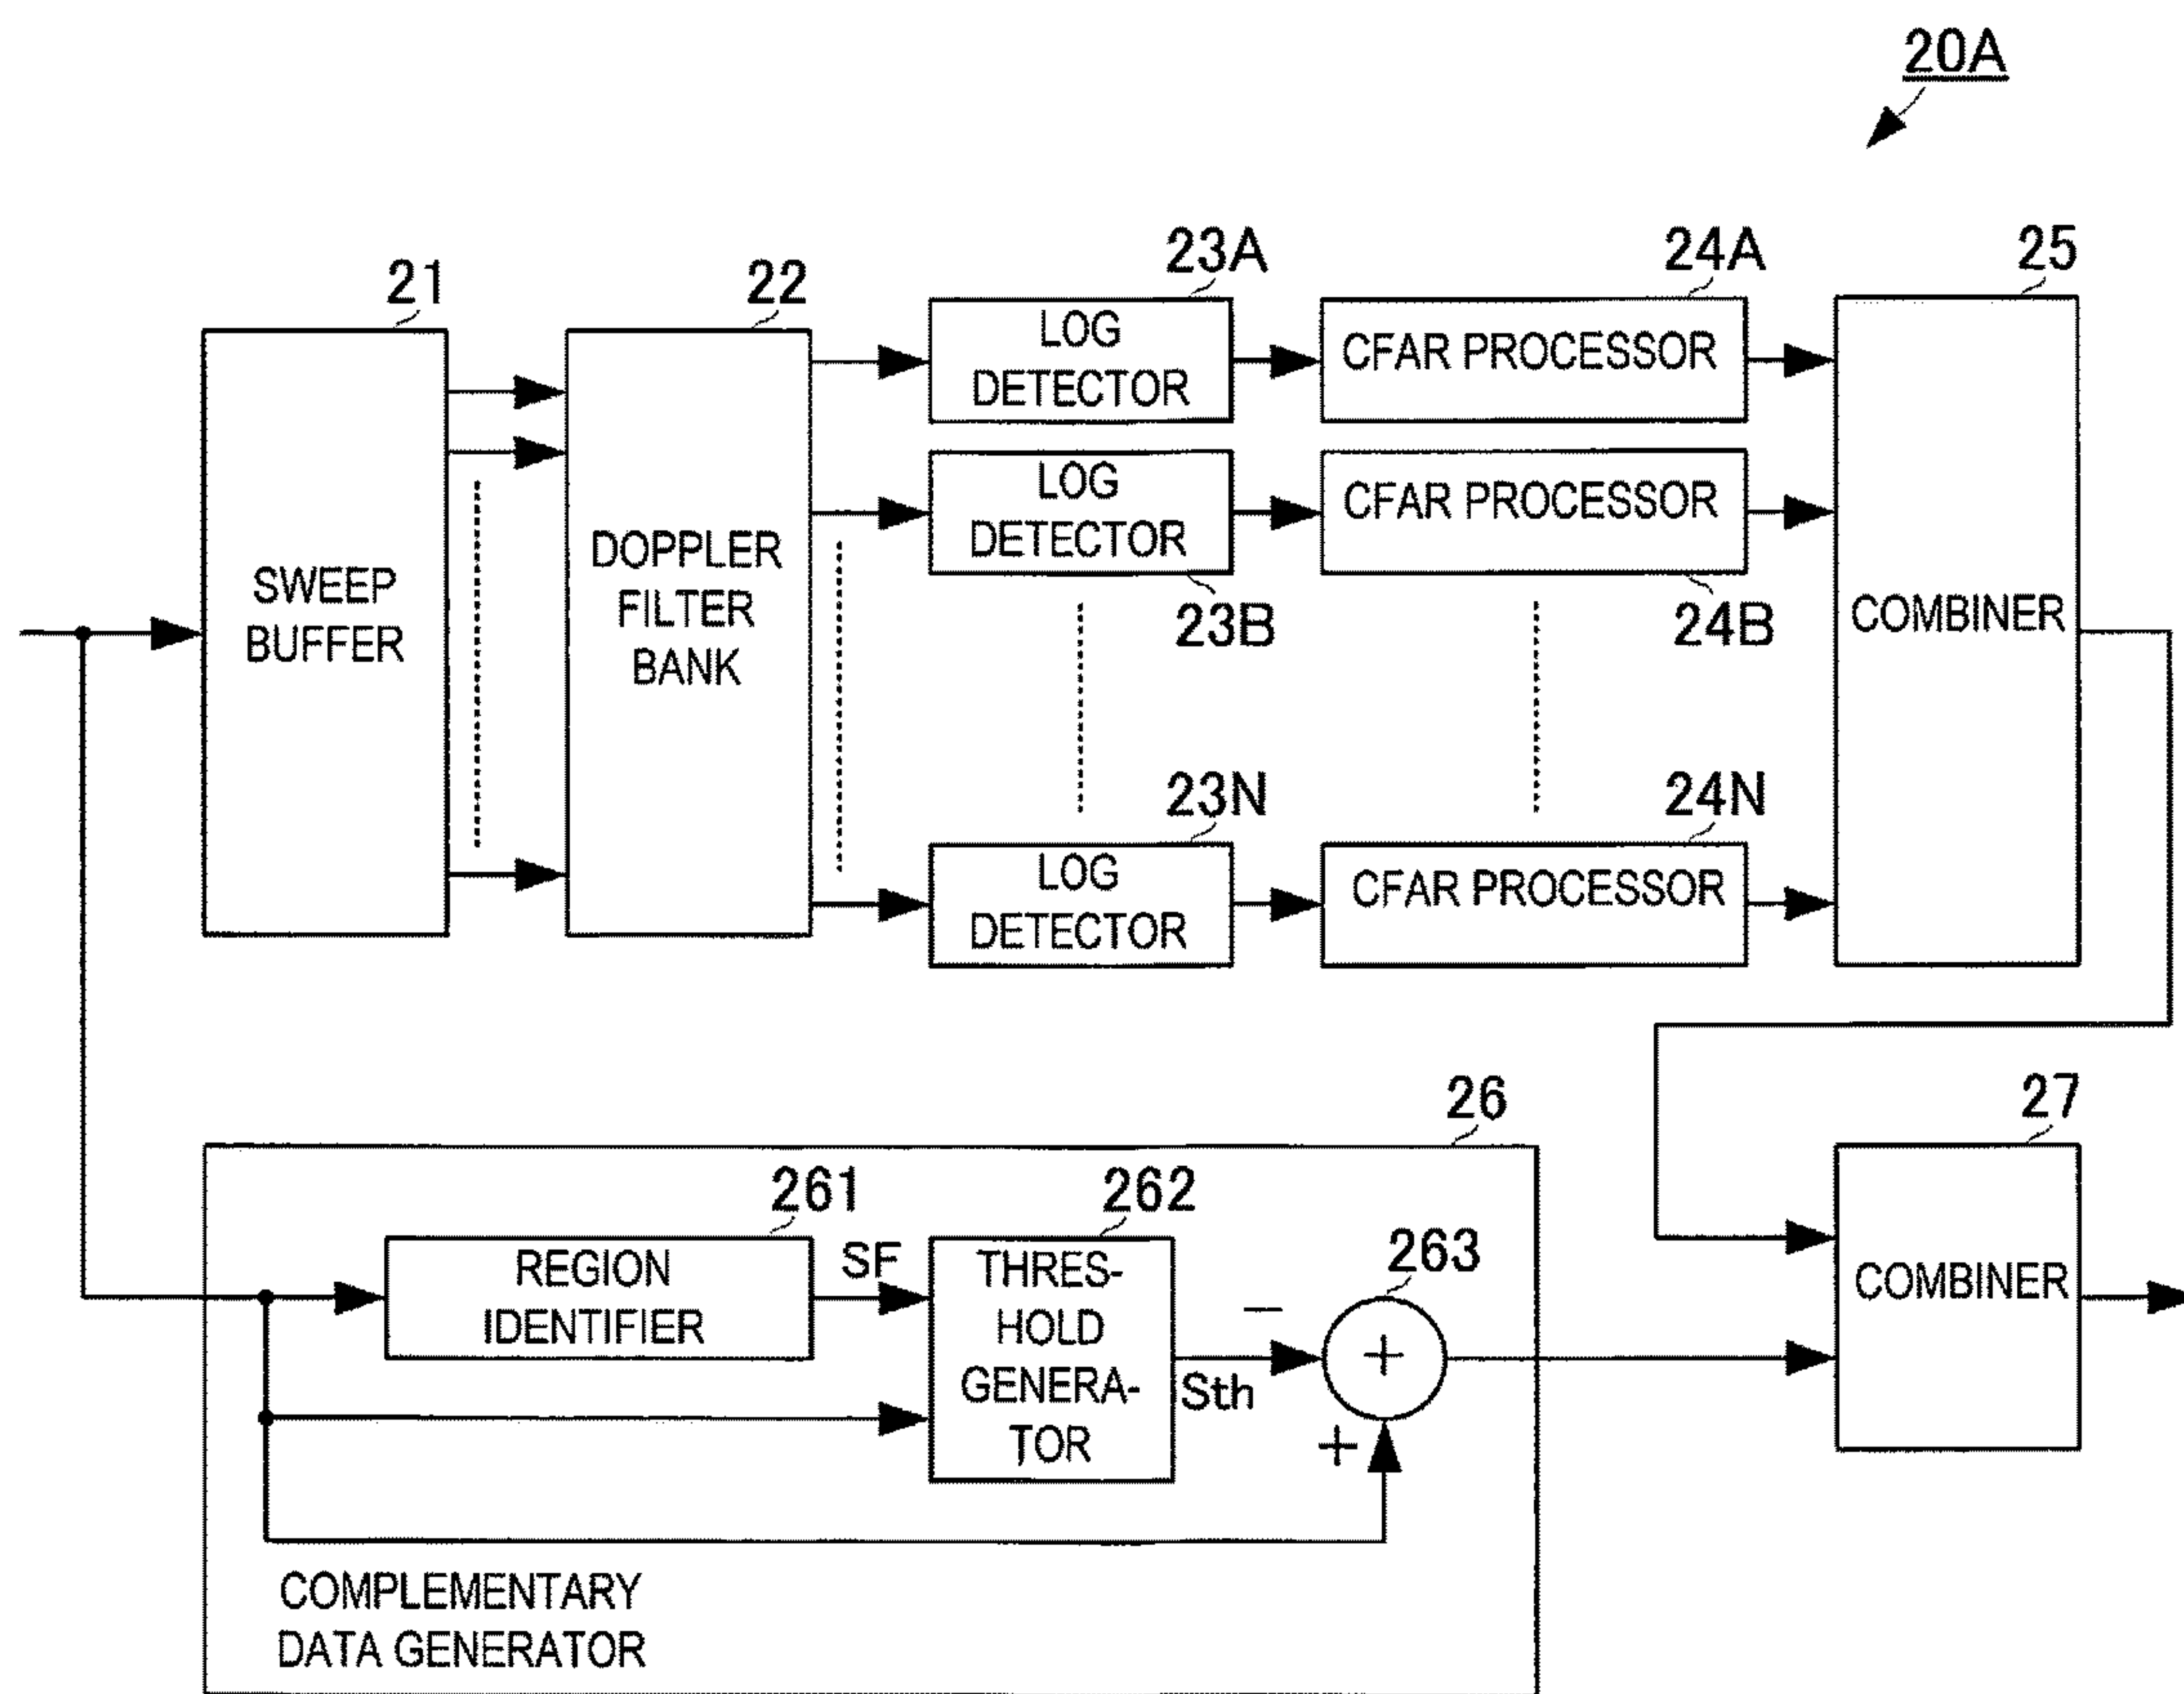 20A
21
22
23A
24A
25
SWEEP
BUFFER
DOPPLER
FILTER
BANK
LOG
DETECTOR
CFAR PROCESSOR
LOG
DETECTOR
CFAR PROCESSOR
23B
24B
COMBINER
23N
24N
LOG
DETECTOR
CFAR PROCESSOR
26
27
261
262
263
REGION
IDENTIFIER
SF
THRES-
HOLD
GENERA-
TOR
−
Sth
+
+
COMBINER
COMPLEMENTARY
DATA GENERATOR